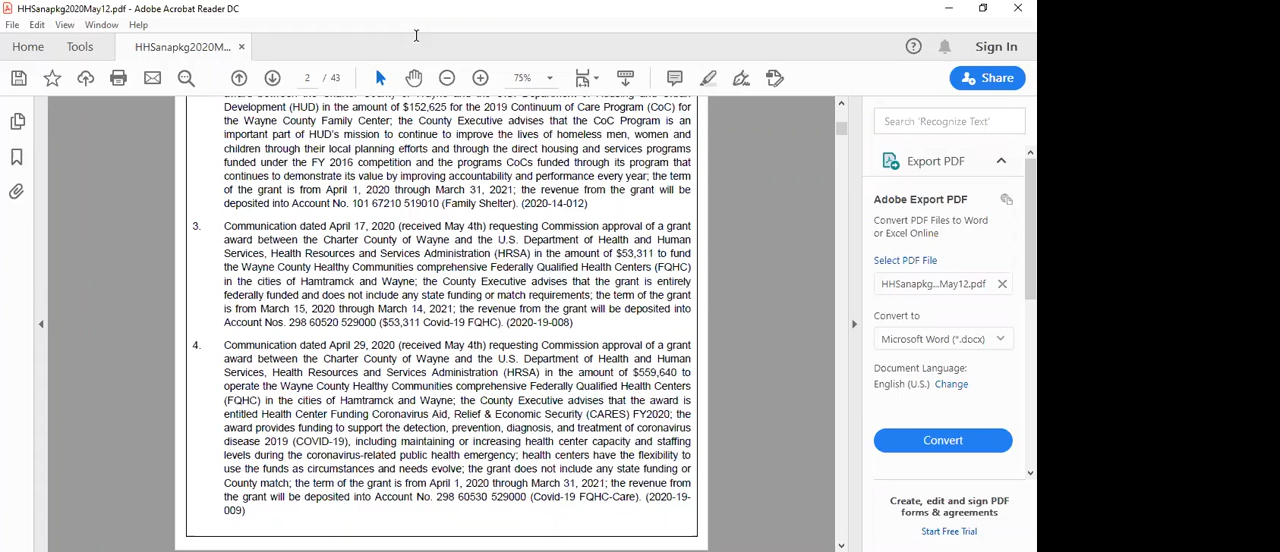 HHSanapkg2020May12.pdf - Adobe Acrobat Reader DC
File Edit View Window Help
Home Tools HHSanapkg2020M... Sign In
2 / 43 75% Share
Development (HUD) in the amount of $152,625 for the 2019 Continuum of Care Program (CoC) for
the Wayne County Family Center; the County Executive advises that the CoC Program is an
important part of HUD's mission to continue to improve the lives of homeless men, women and
children through their local planning efforts and through the direct housing and services programs
funded under the FY 2016 competition and the programs CoCs funded through its program that
continues to demonstrate its value by improving accountability and performance every year; the term
of the grant is from April 1, 2020 through March 31, 2021; the revenue from the grant will be
deposited into Account No. 101 67210 519010 (Family Shelter). (2020-14-012)
3. Communication dated April 17, 2020 (received May 4th) requesting Commission approval of a grant
award between the Charter County of Wayne and the U.S. Department of Health and Human
Services, Health Resources and Services Administration (HRSA) in the amount of $53,311 to fund
the Wayne County Healthy Communities comprehensive Federally Qualified Health Centers (FQHC)
in the cities of Hamtramck and Wayne; the County Executive advises that the grant is entirely
federally funded and does not include any state funding or match requirements; the term of the grant
is from March 15, 2020 through March 14, 2021; the revenue from the grant will be deposited into
Account Nos. 298 60520 529000 ($53,311 Covid-19 FQHC). (2020-19-008)
4. Communication dated April 29, 2020 (received May 4th) requesting Commission approval of a grant
award between the Charter County of Wayne and the U.S. Department of Health and Human
Services, Health Resources and Services Administration (HRSA) in the amount of $559,640 to
operate the Wayne County Healthy Communities comprehensive Federally Qualified Health Centers
(FQHC) in the cities of Hamtramck and Wayne; the County Executive advises that the award is
entitled Health Center Funding Coronavirus Aid, Relief & Economic Security (CARES) FY2020; the
award provides funding to support the detection, prevention, diagnosis, and treatment of coronavirus
disease 2019 (COVID-19), including maintaining or increasing health center capacity and staffing
levels during the coronavirus-related public health emergency; health centers have the flexibility to
use the funds as circumstances and needs evolve; the grant does not include any state funding or
County match; the term of the grant is from April 1, 2020 through March 31, 2021; the revenue from
the grant will be deposited into Account No. 298 60530 529000 (Covid-19 FQHC-Care). (2020-19-
009)
Search 'Recognize Text'
Export PDF
Adobe Export PDF
Convert PDF Files to Word
or Excel Online
Select PDF File
HHSanapkg...May12.pdf
Convert to
Microsoft Word (*.docx)
Document Language:
English (U.S.) Change
Convert
Create, edit and sign PDF
forms & agreements
Start Free Trial